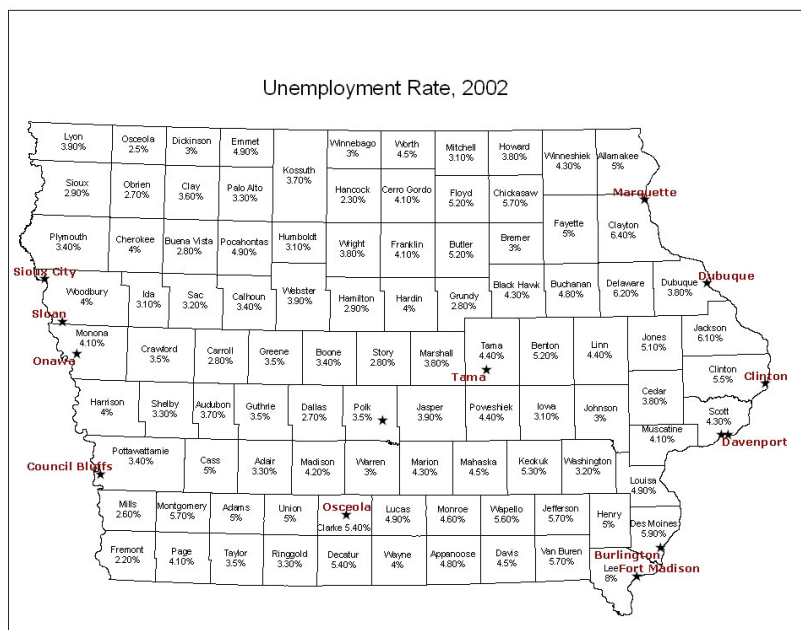 Unemployment Rate, 2002
Lyon
3.90%
Osceola
2.5%
Dickinson
3%
Emmet
4.90%
Kossuth
3.70%
Winnebago
3%
Worth
4.5%
Mitchell
3.10%
Howard
3.80%
Winneshiek
4.30%
Allamakee
5%
Marquette
Sioux
2.90%
Obrien
2.70%
Clay
3.60%
Palo Alto
3.30%
Hancock
2.30%
Cerro Gordo
4.10%
Floyd
5.20%
Chickasaw
5.70%
Fayette
5%
Clayton
6.40%
Plymouth
3.40%
Cherokee
4%
Buena Vista
2.80%
Pocahontas
4.90%
Humboldt
3.10%
Wright
3.80%
Franklin
4.10%
Butler
5.20%
Bremer
3%
Sioux City
Woodbury
4%
Ida
3.10%
Sac
3.20%
Calhoun
3.40%
Webster
3.90%
Hamilton
2.90%
Hardin
4%
Grundy
2.80%
Black Hawk
4.30%
Buchanan
4.80%
Delaware
6.20%
Dubuque
3.80%
Dubuque
Sloan
Monona
4.10%
Onawa
Crawford
3.5%
Carroll
2.80%
Greene
3.5%
Boone
3.40%
Story
2.80%
Marshall
3.80%
Tama
4.40%
Tama
Benton
5.20%
Linn
4.40%
Jones
5.10%
Jackson
6.10%
Clinton
5.5%
Clinton
Harrison
4%
Shelby
3.30%
Audubon
3.70%
Guthrie
3.5%
Dallas
2.70%
Polk
3.5%
Jasper
3.90%
Poweshiek
4.40%
Iowa
3.10%
Johnson
3%
Cedar
3.80%
Scott
4.30%
Muscatine
4.10%
Davenport
Pottawattamie
3.40%
Council Bluffs
Cass
5%
Adair
3.30%
Madison
4.20%
Warren
3%
Marion
4.30%
Mahaska
4.5%
Keokuk
5.30%
Washington
3.20%
Louisa
4.90%
Mills
2.60%
Montgomery
5.70%
Adams
5%
Union
5%
Osceola
Clarke 5.40%
Lucas
4.90%
Monroe
4.60%
Wapello
5.60%
Jefferson
5.70%
Henry
5%
Des Moines
5.90%
Burlington
Fremont
2.20%
Page
4.10%
Taylor
3.5%
Ringgold
3.30%
Decatur
5.40%
Wayne
4%
Appanoose
4.80%
Davis
4.5%
Van Buren
5.70%
Lee
8%
Fort Madison